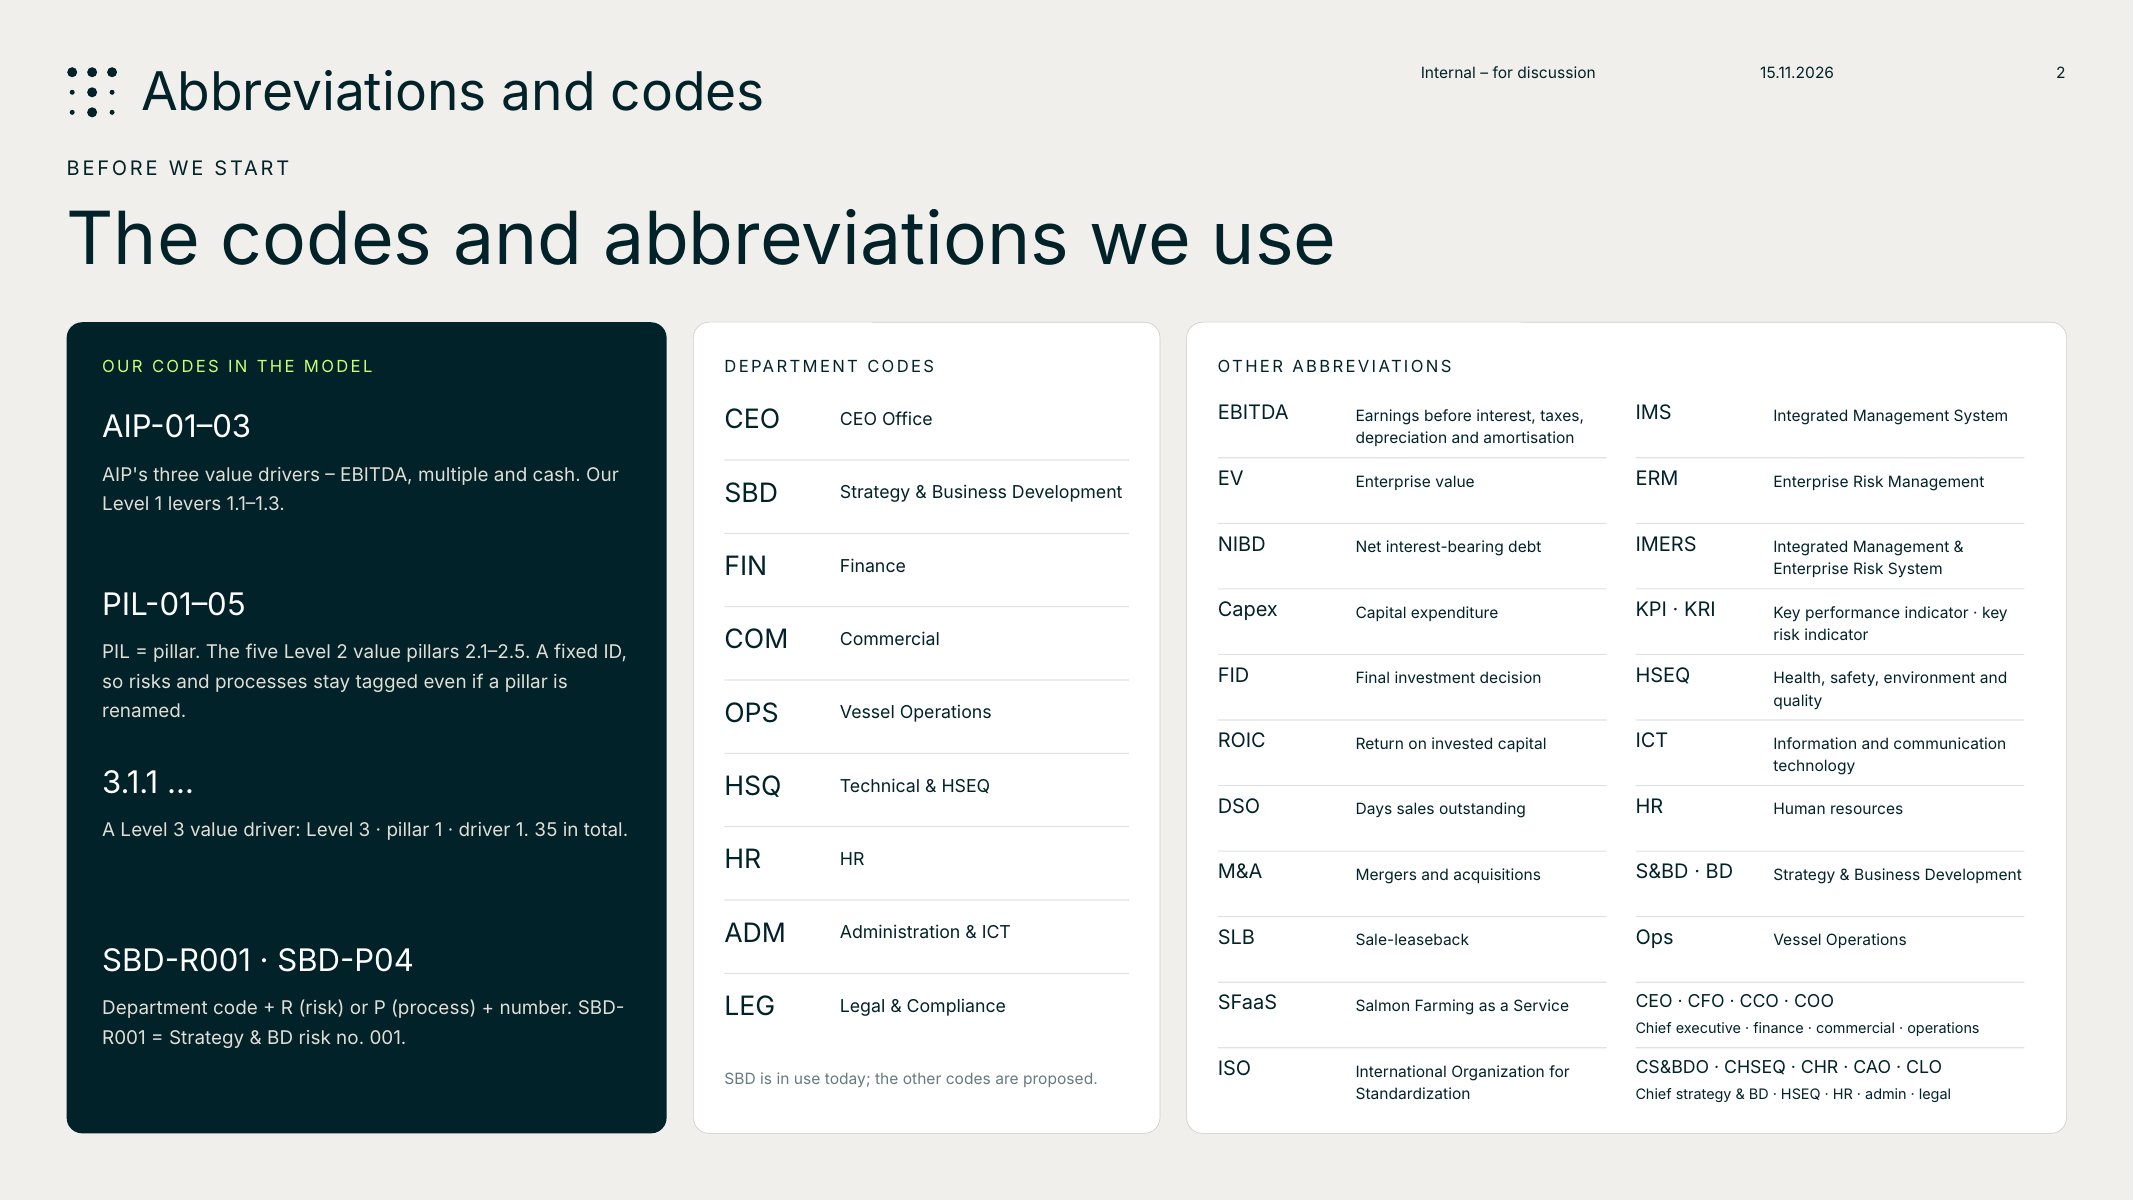 Abbreviations and codes
Internal – for discussion
15.11.2026
2
BEFORE WE START
The codes and abbreviations we use
OUR CODES IN THE MODEL
AIP-01–03
AIP's three value drivers – EBITDA, multiple and cash. Our
Level 1 levers 1.1–1.3.
PIL-01–05
PIL = pillar. The five Level 2 value pillars 2.1–2.5. A fixed ID,
so risks and processes stay tagged even if a pillar is
renamed.
3.1.1 ...
A Level 3 value driver: Level 3 · pillar 1 · driver 1. 35 in total.
SBD-R001 · SBD-P04
Department code + R (risk) or P (process) + number. SBD-
R001 = Strategy & BD risk no. 001.
DEPARTMENT CODES
CEO CEO Office
SBD Strategy & Business Development
FIN Finance
COM Commercial
OPS Vessel Operations
HSQ Technical & HSEQ
HR HR
ADM Administration & ICT
LEG Legal & Compliance
SBD is in use today; the other codes are proposed.
OTHER ABBREVIATIONS
EBITDA Earnings before interest, taxes,
depreciation and amortisation
EV Enterprise value
NIBD Net interest-bearing debt
Capex Capital expenditure
FID Final investment decision
ROIC Return on invested capital
DSO Days sales outstanding
M&A Mergers and acquisitions
SLB Sale-leaseback
SFaaS Salmon Farming as a Service
ISO International Organization for
Standardization
IMS Integrated Management System
ERM Enterprise Risk Management
IMERS Integrated Management &
Enterprise Risk System
KPI · KRI Key performance indicator · key
risk indicator
HSEQ Health, safety, environment and
quality
ICT Information and communication
technology
HR Human resources
S&BD · BD Strategy & Business Development
Ops Vessel Operations
CEO · CFO · CCO · COO
Chief executive · finance · commercial · operations
CS&BDO · CHSEQ · CHR · CAO · CLO
Chief strategy & BD · HSEQ · HR · admin · legal